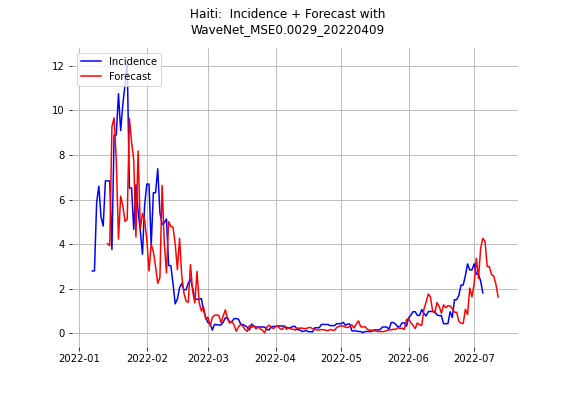 Haiti:  Incidence + Forecast with
WaveNet_MSE0.0029_20220409
Incidence
Forecast
12
10
8
6
4
2
0
2022-01 2022-02 2022-03 2022-04 2022-05 2022-06 2022-07